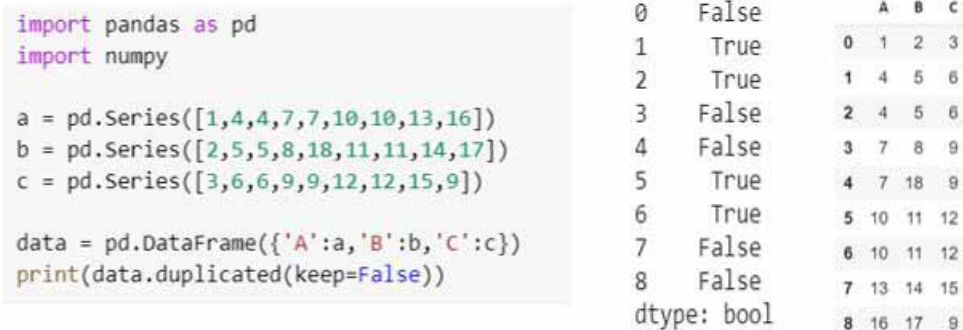 import pandas as pd
import numpy
a = pd.Series([1,4,4,7,7,10,10,13,16])
b = pd.Series([2,5,5,8,18,11,11,14,17])
c = pd.Series([3,6,6,9,9,12,12,15,9])
data = pd.DataFrame({'A':a,'B':b,'C':c})
print(data.duplicated(keep=False))
0 False
1 True
2 True
3 False
4 False
5 True
6 True
7 False
8 False
dtype: bool
A B C
0 1 2 3
1 4 5 6
2 4 5 6
3 7 8 9
4 7 18 9
5 10 11 12
6 10 11 12
7 13 14 15
8 16 17 9